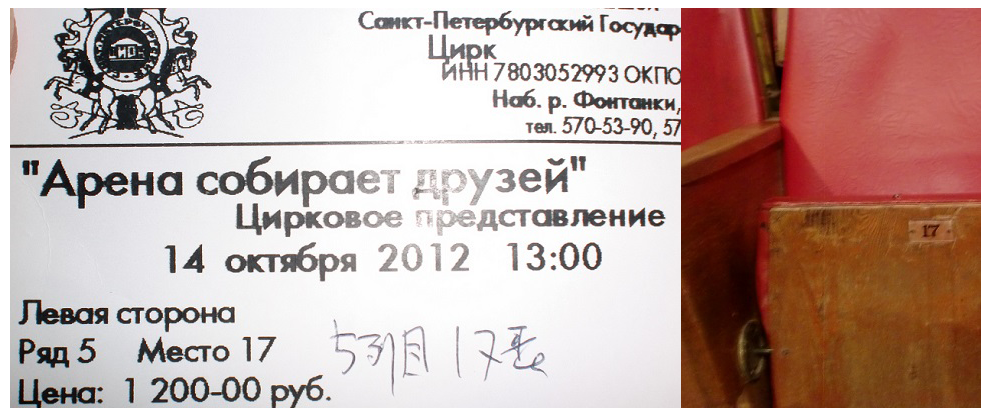 Санкт-Петербургский Государ
Цирк
ИНН 7803052993 ОКПО
Наб. р. Фонтанки,
тел. 570-53-90, 57
"Арена собирает друзей"
Цирковое представление
14 октября 2012 13:00
Левая сторона
Ряд 5 Место 17
5列目 17番
Цена: 1 200-00 руб.
17